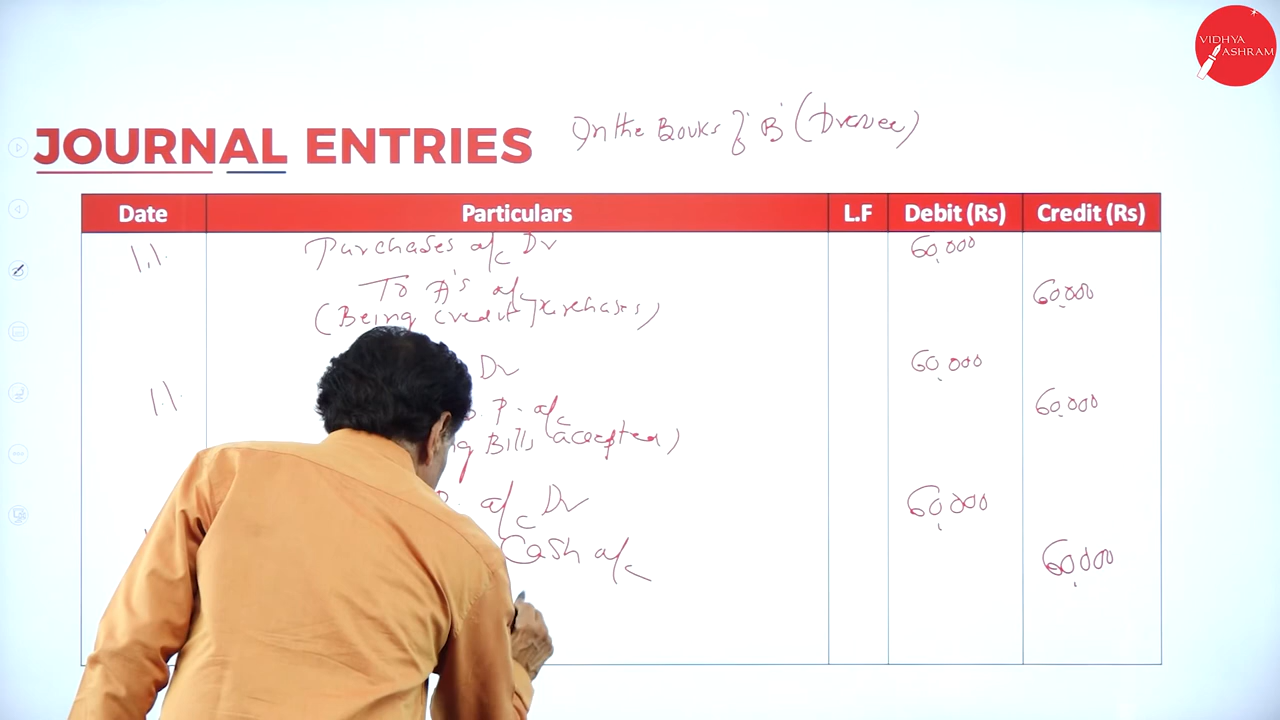 VIDHYA
ASHRAM
JOURNAL ENTRIES
In the Books of 'B' (Drawee)
Date Particulars L.F Debit (Rs) Credit (Rs)
1.1. Purchases a/c Dr 60,000
To A's a/c 60,000
(Being credit purchases)
1.1. Dr 60,000
P. a/c 60,000
Bills accepted)
a/c Dr 60,000
Cash a/c 60,000